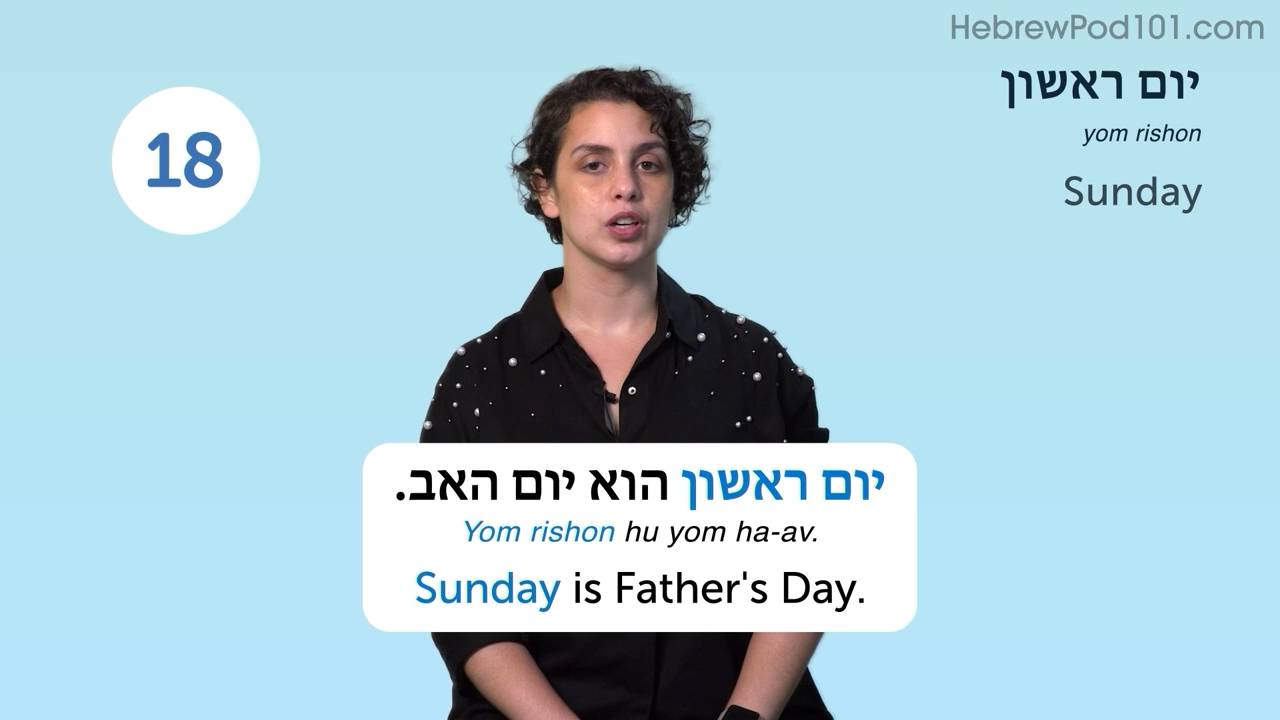 HebrewPod101.com
18
יום ראשון
yom rishon
Sunday
יום ראשון הוא יום האב.
Yom rishon hu yom ha-av.
Sunday is Father's Day.